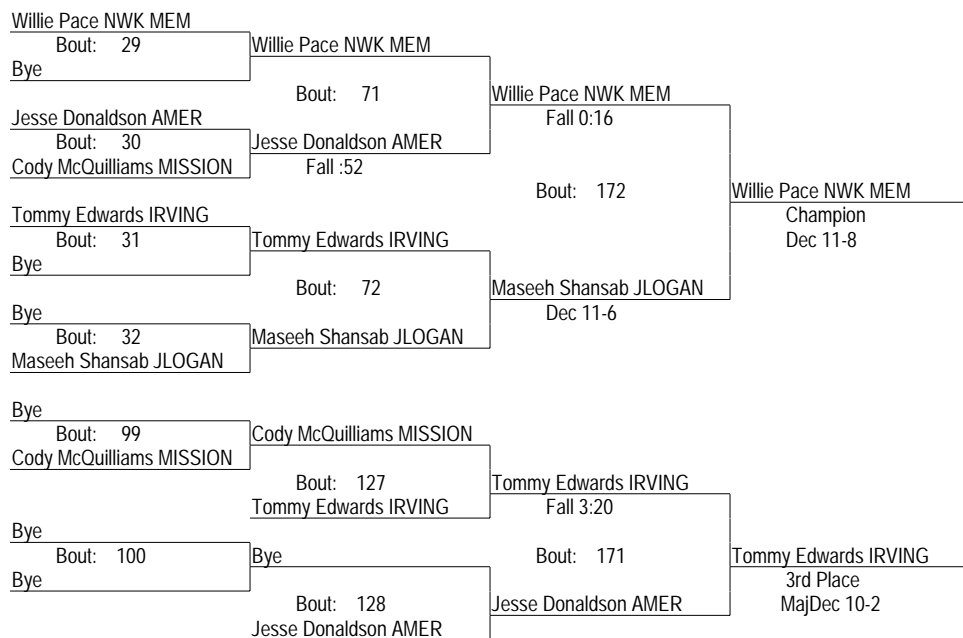 Willie Pace NWK MEM
Bout: 29
Willie Pace NWK MEM
Bye
Bout: 71
Willie Pace NWK MEM
Jesse Donaldson AMER
Fall 0:16
Bout: 30
Jesse Donaldson AMER
Cody McQuilliams MISSION
Fall :52
Bout: 172
Willie Pace NWK MEM
Tommy Edwards IRVING
Champion
Bout: 31
Tommy Edwards IRVING
Dec 11-8
Bye
Bout: 72
Maseeh Shansab JLOGAN
Bye
Dec 11-6
Bout: 32
Maseeh Shansab JLOGAN
Maseeh Shansab JLOGAN
Bye
Bout: 99
Cody McQuilliams MISSION
Cody McQuilliams MISSION
Bout: 127
Tommy Edwards IRVING
Tommy Edwards IRVING
Fall 3:20
Bye
Bout: 100
Bye
Bout: 171
Tommy Edwards IRVING
Bye
3rd Place
Bout: 128
Jesse Donaldson AMER
MajDec 10-2
Jesse Donaldson AMER